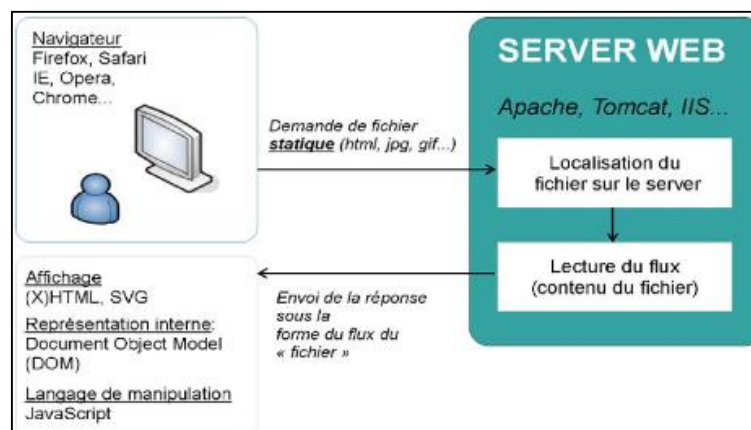 Navigateur
Firefox, Safari
IE, Opera,
Chrome...
Demande de fichier
statique (html, jpg, gif...)
SERVER WEB
Apache, Tomcat, IIS...
Localisation du
fichier sur le server
Lecture du flux
(contenu du fichier)
Envoi de la réponse
sous la
forme du flux du
« fichier »
Affichage
(X)HTML, SVG
Représentation interne:
Document Object Model
(DOM)
Langage de manipulation
JavaScript